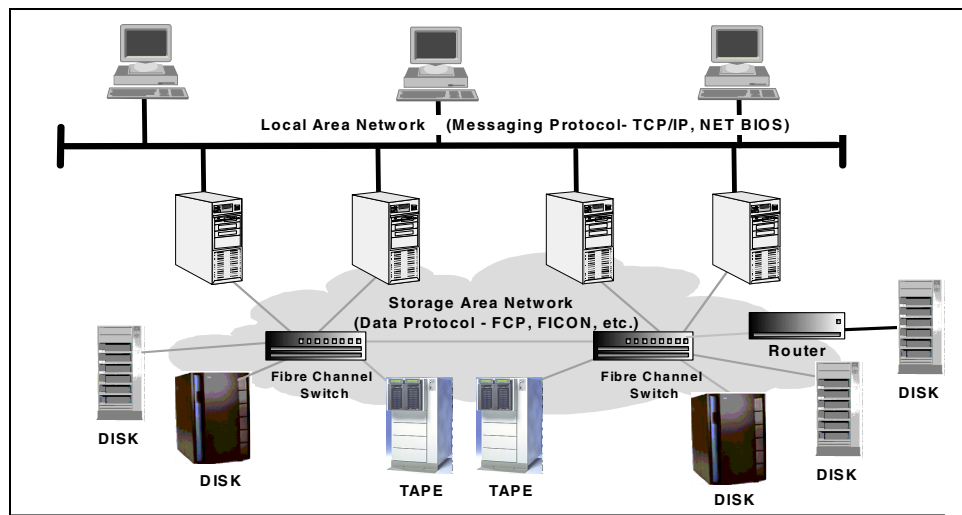 Local Area Network (Messaging Protocol- TCP/IP, NET BIOS)
Storage Area Network
(Data Protocol - FCP, FICON, etc.)
Router
Fibre Channel
Switch
Fibre Channel
Switch
DISK
DISK
DISK
DISK
TAPE
TAPE
DISK